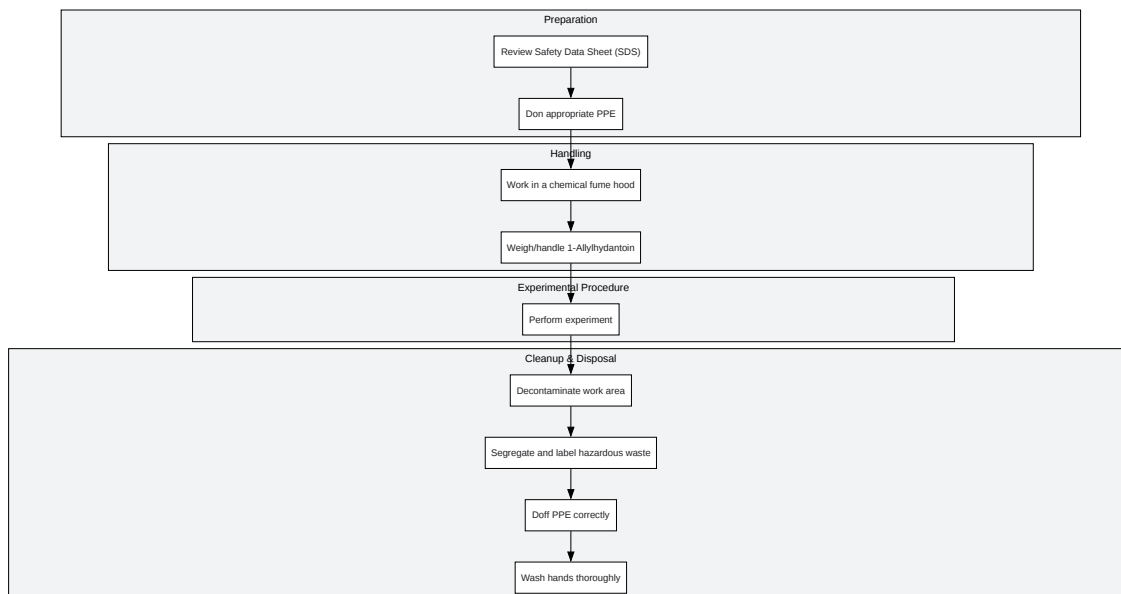 Preparation
Review Safety Data Sheet (SDS)
Don appropriate PPE
Handling
Work in a chemical fume hood
Weigh/handle 1-Allylhydantoin
Experimental Procedure
Perform experiment
Cleanup & Disposal
Decontaminate work area
Segregate and label hazardous waste
Doff PPE correctly
Wash hands thoroughly